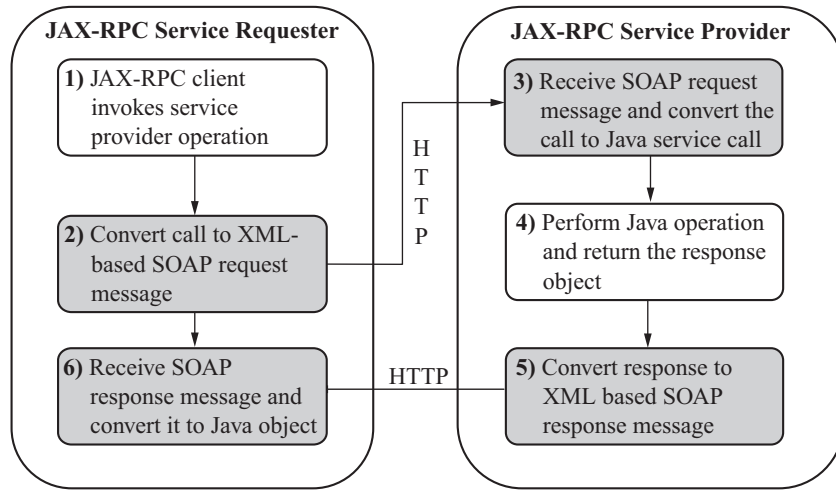 JAX-RPC Service Requester
1) JAX-RPC client
invokes service
provider operation
2) Convert call to XML-
based SOAP request
message
6) Receive SOAP
response message and
convert it to Java object
H
T
T
P
HTTP
JAX-RPC Service Provider
3) Receive SOAP request
message and convert the
call to Java service call
4) Perform Java operation
and return the response
object
5) Convert response to
XML based SOAP
response message